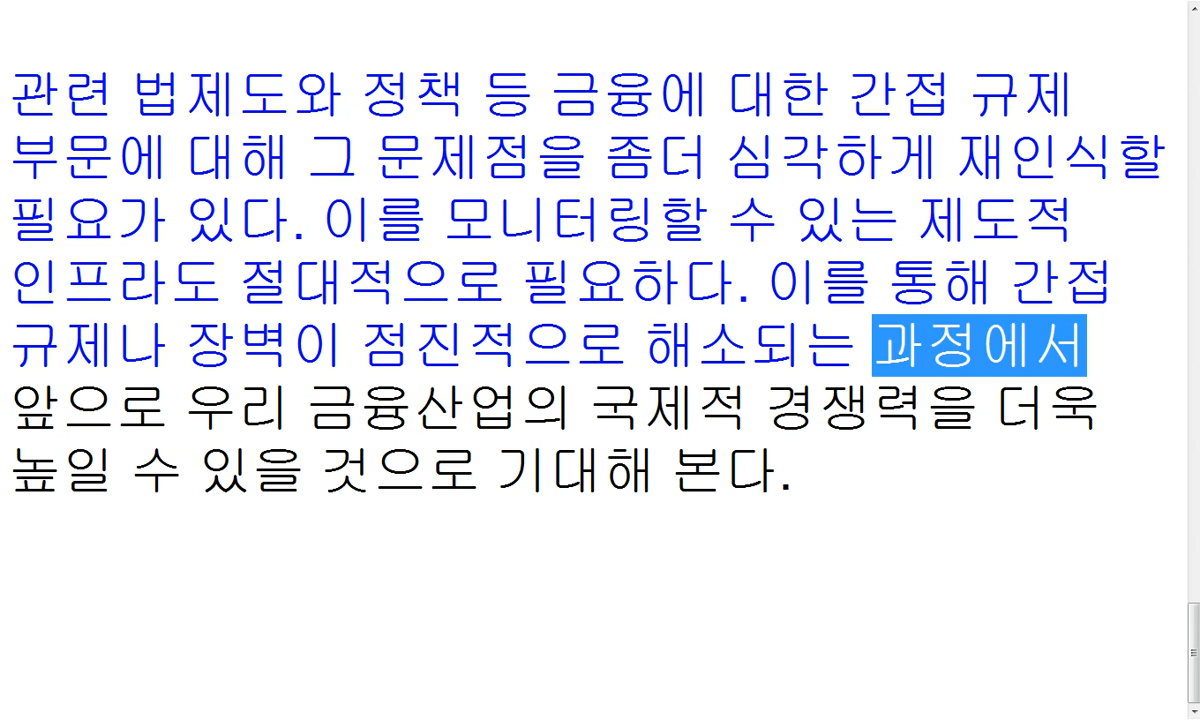 관련 법제도와 정책 등 금융에 대한 간접 규제
부문에 대해 그 문제점을 좀더 심각하게 재인식할
필요가 있다. 이를 모니터링할 수 있는 제도적
인프라도 절대적으로 필요하다. 이를 통해 간접
규제나 장벽이 점진적으로 해소되는 과정에서
앞으로 우리 금융산업의 국제적 경쟁력을 더욱
높일 수 있을 것으로 기대해 본다.